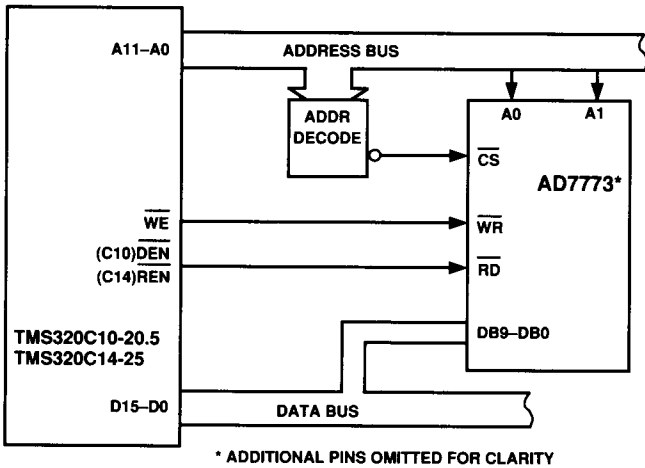 A11–A0
ADDRESS BUS
ADDR
DECODE
A0 A1
CS
AD7773*
WE
WR
(C10)DEN
(C14)REN
RD
TMS320C10-20.5
TMS320C14-25
DB9–DB0
D15–D0
DATA BUS
* ADDITIONAL PINS OMITTED FOR CLARITY